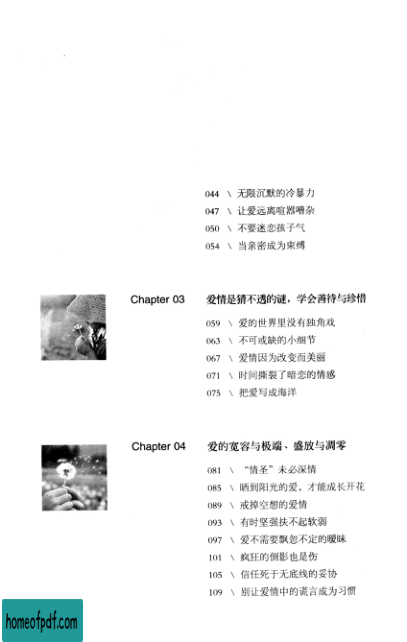 044 \ 无限沉默的冷暴力
047 \ 让爱远离喧嚣嘈杂
050 \ 不要迷恋孩子气
054 \ 当亲密成为束缚
Chapter 03 爱情是猜不透的谜，学会善待与珍惜
059 \ 爱的世界里没有独角戏
063 \ 不可或缺的小细节
067 \ 爱情因为改变而美丽
071 \ 时间撕裂了暗恋的情感
075 \ 把爱写成海洋
Chapter 04 爱的宽容与极端、盛放与凋零
081 \ “情圣”未必深情
085 \ 晒到阳光的爱，才能成长开花
089 \ 戒掉空想的爱情
093 \ 有时坚强扶不起软弱
097 \ 爱不需要飘忽不定的暧昧
101 \ 疯狂的倒影也是伤
105 \ 信任死于无底线的妥协
109 \ 别让爱情中的谎言成为习惯
homeofpdf.com